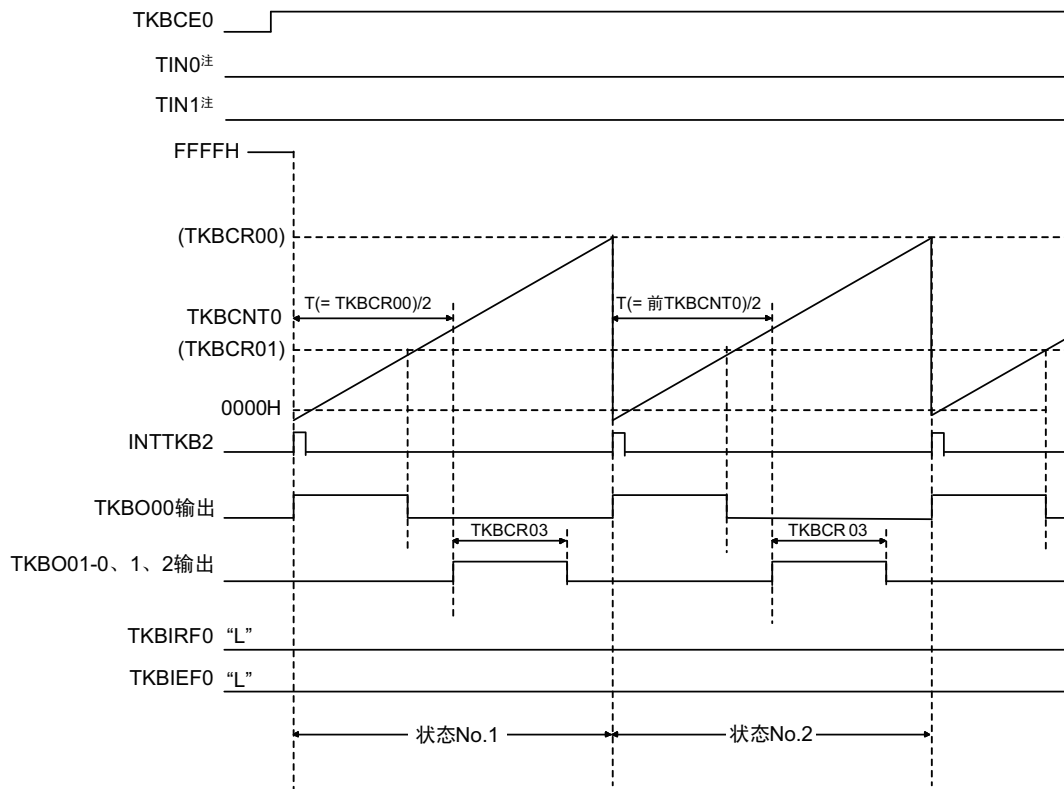 TKBCE0
TIN0注
TIN1注
FFFFH
(TKBCR00)
T(= TKBCR00)/2
T(= 前TKBCNT0)/2
TKBCNT0
(TKBCR01)
0000H
INTTKB2
TKBO00输出
TKBCR03
TKBCR 03
TKBO01-0、1、2输出
TKBIRF0 “L”
TKBIEF0 “L”
状态No.1
状态No.2